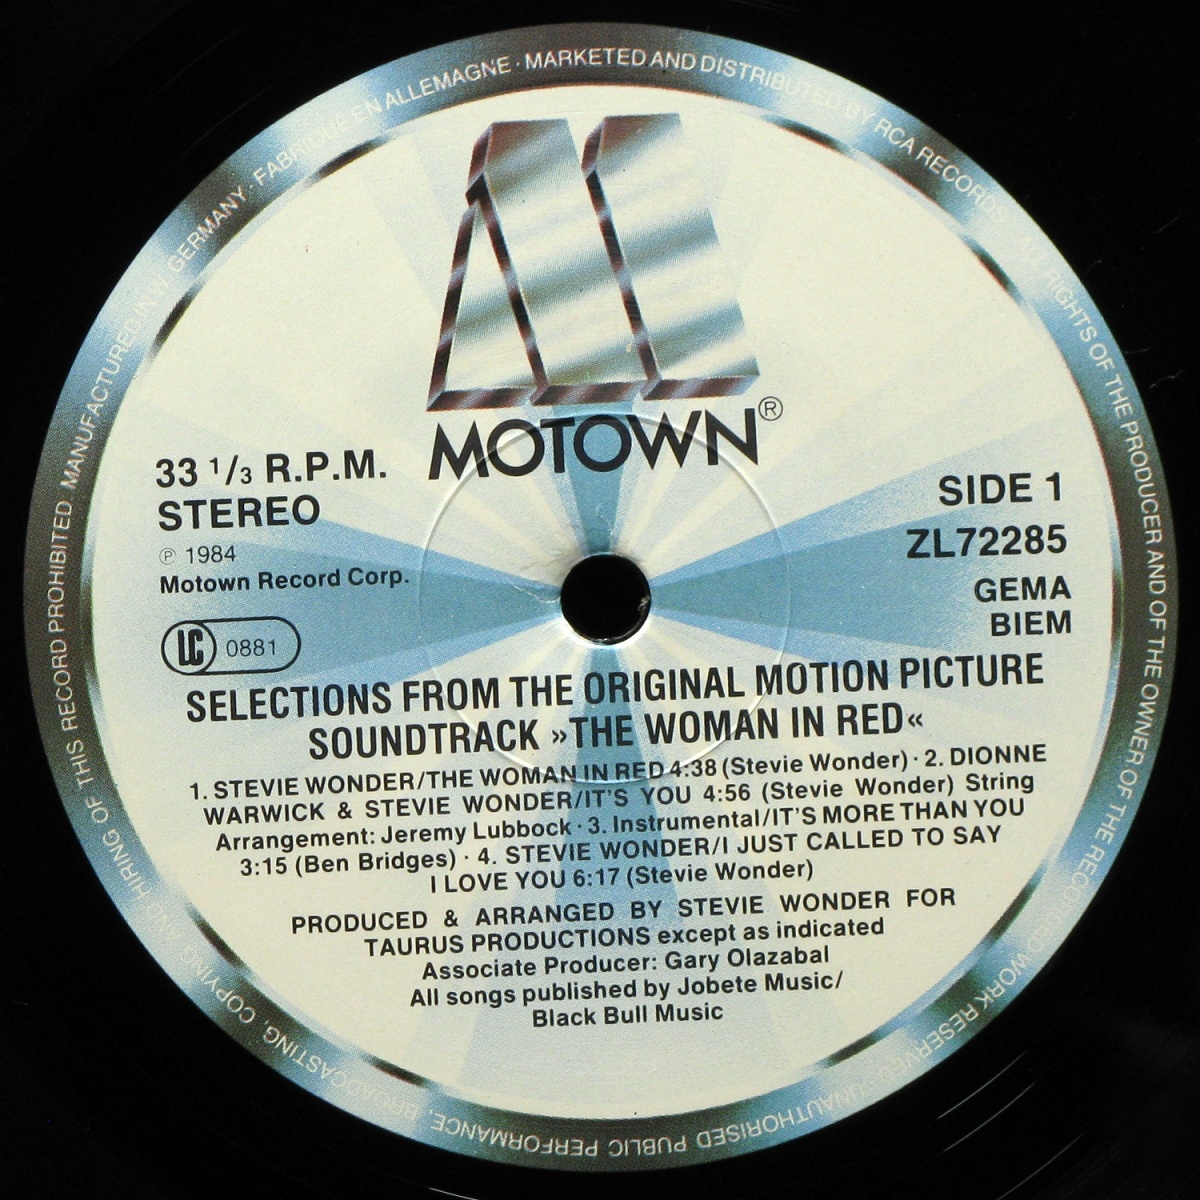 MANUFACTURED IN W. GERMANY · FABRIQUÉ EN ALLEMAGNE · MARKETED AND DISTRIBUTED BY RCA RECORDS · ALL RIGHTS OF THE PRODUCER AND OF THE OWNER OF THE RECORDED WORK RESERVED · UNAUTHORISED PUBLIC PERFORMANCE, BROADCASTING, COPYING AND HIRING OF THIS RECORD PROHIBITED.
MOTOWN®
33 1/3 R.P.M.
STEREO
℗ 1984
Motown Record Corp.
LC 0881
SIDE 1
ZL72285
GEMA
BIEM
SELECTIONS FROM THE ORIGINAL MOTION PICTURE
SOUNDTRACK »THE WOMAN IN RED«
1. STEVIE WONDER/THE WOMAN IN RED 4:38 (Stevie Wonder) · 2. DIONNE
WARWICK & STEVIE WONDER/IT'S YOU 4:56 (Stevie Wonder) String
Arrangement: Jeremy Lubbock · 3. Instrumental/IT'S MORE THAN YOU
3:15 (Ben Bridges) · 4. STEVIE WONDER/I JUST CALLED TO SAY
I LOVE YOU 6:17 (Stevie Wonder)
PRODUCED & ARRANGED BY STEVIE WONDER FOR
TAURUS PRODUCTIONS except as indicated
Associate Producer: Gary Olazabal
All songs published by Jobete Music/
Black Bull Music